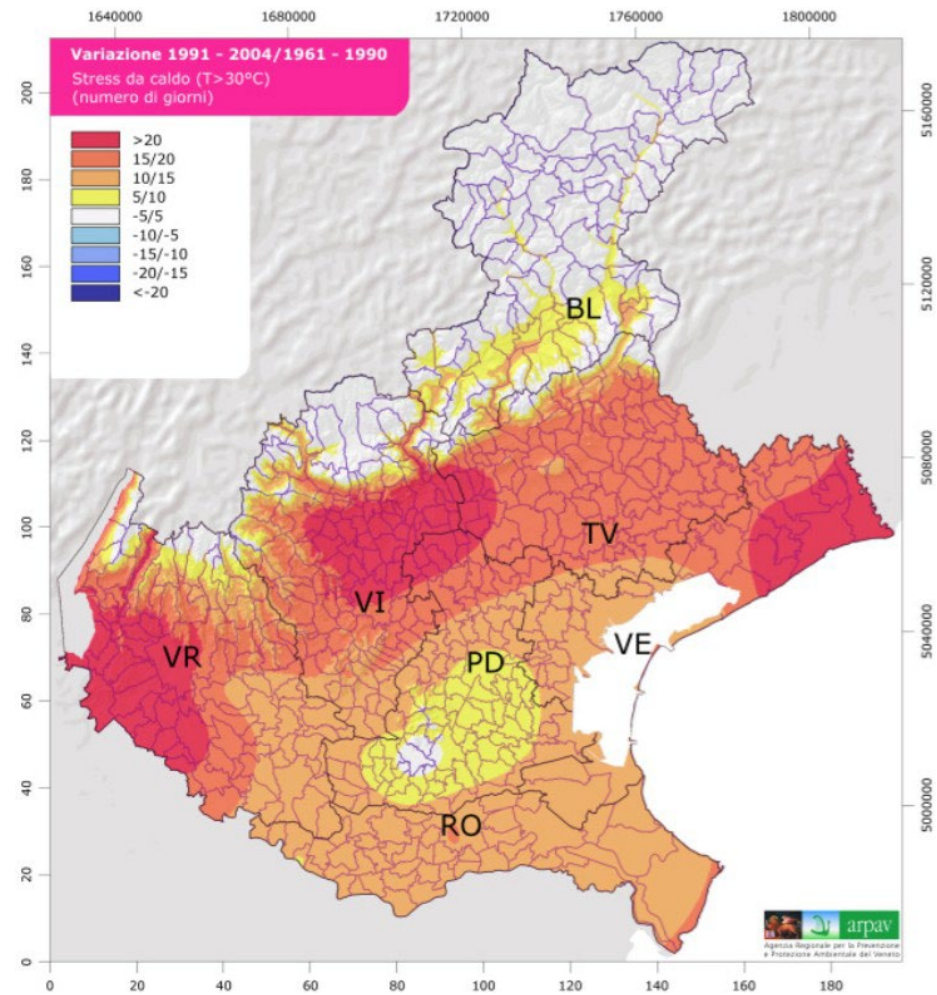 1640000 1680000 1720000 1760000 1800000
Variazione 1991 - 2004/1961 - 1990
Stress da caldo (T>30°C)
(numero di giorni)
>20
15/20
10/15
5/10
-5/5
-10/-5
-15/-10
-20/-15
<-20
200
180
160
140
120
100
80
60
40
20
0
5160000
5120000
5080000
5040000
5000000
BL
TV
VI
VE
VR
PD
RO
arpav
Agenzia Regionale per la Prevenzione
e Protezione Ambientale del Veneto
0 20 40 60 80 100 120 140 160 180